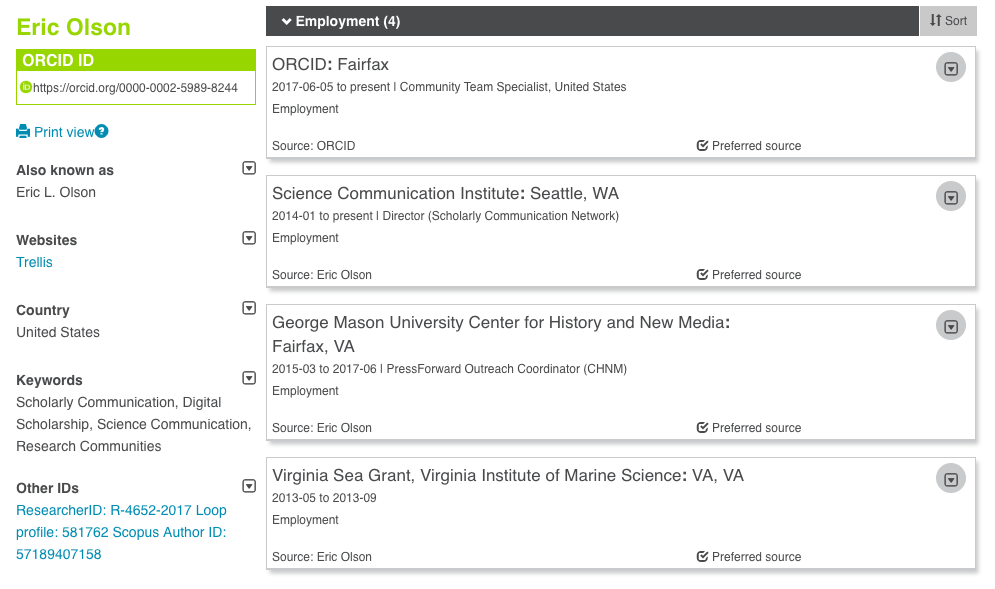 Eric Olson
ORCID ID
iD https://orcid.org/0000-0002-5989-8244
Print view?
Also known as
Eric L. Olson
Websites
Trellis
Country
United States
Keywords
Scholarly Communication, Digital
Scholarship, Science Communication,
Research Communities
Other IDs
ResearcherID: R-4652-2017 Loop
profile: 581762 Scopus Author ID:
57189407158
Employment (4)
Sort
ORCID: Fairfax
2017-06-05 to present | Community Team Specialist, United States
Employment
Source: ORCID Preferred source
Science Communication Institute: Seattle, WA
2014-01 to present | Director (Scholarly Communication Network)
Employment
Source: Eric Olson Preferred source
George Mason University Center for History and New Media:
Fairfax, VA
2015-03 to 2017-06 | PressForward Outreach Coordinator (CHNM)
Employment
Source: Eric Olson Preferred source
Virginia Sea Grant, Virginia Institute of Marine Science: VA, VA
2013-05 to 2013-09
Employment
Source: Eric Olson Preferred source